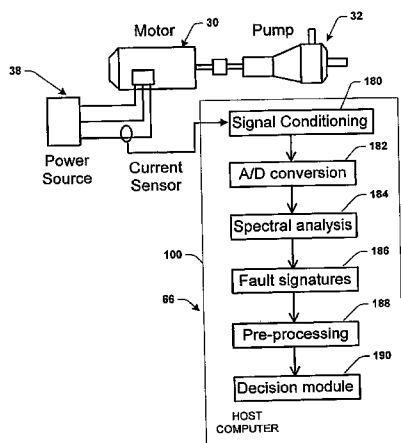 Motor
30
Pump
32
38
Power
Source
Current
Sensor
180
Signal Conditioning
182
A/D conversion
184
Spectral analysis
100
186
Fault signatures
66
188
Pre-processing
190
Decision module
HOST
COMPUTER